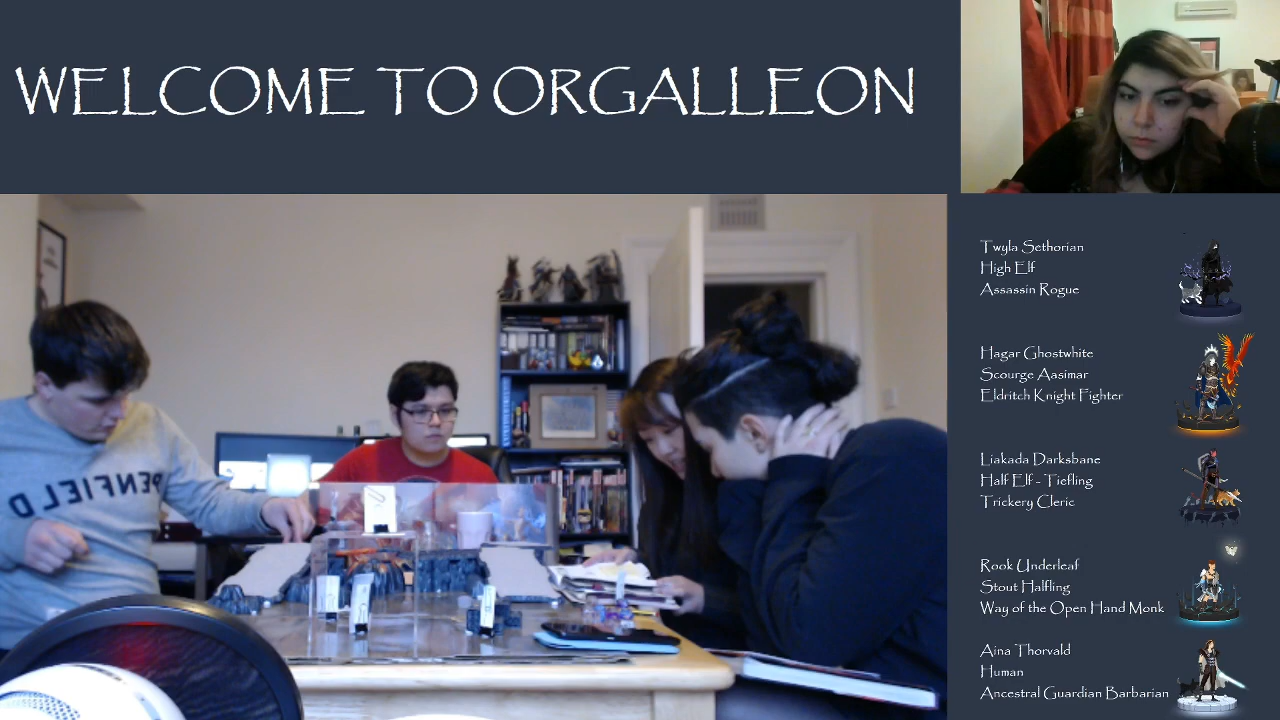 WELCOME TO ORGALLEON
Twyla Sethorian
High Elf
Assassin Rogue
Hagar Ghostwhite
Scourge Aasimar
Eldritch Knight Fighter
Liakada Darksbane
Half Elf - Tiefling
Trickery Cleric
Rook Underleaf
Stout Halfling
Way of the Open Hand Monk
Aina Thorvald
Human
Ancestral Guardian Barbarian
PENFIELD